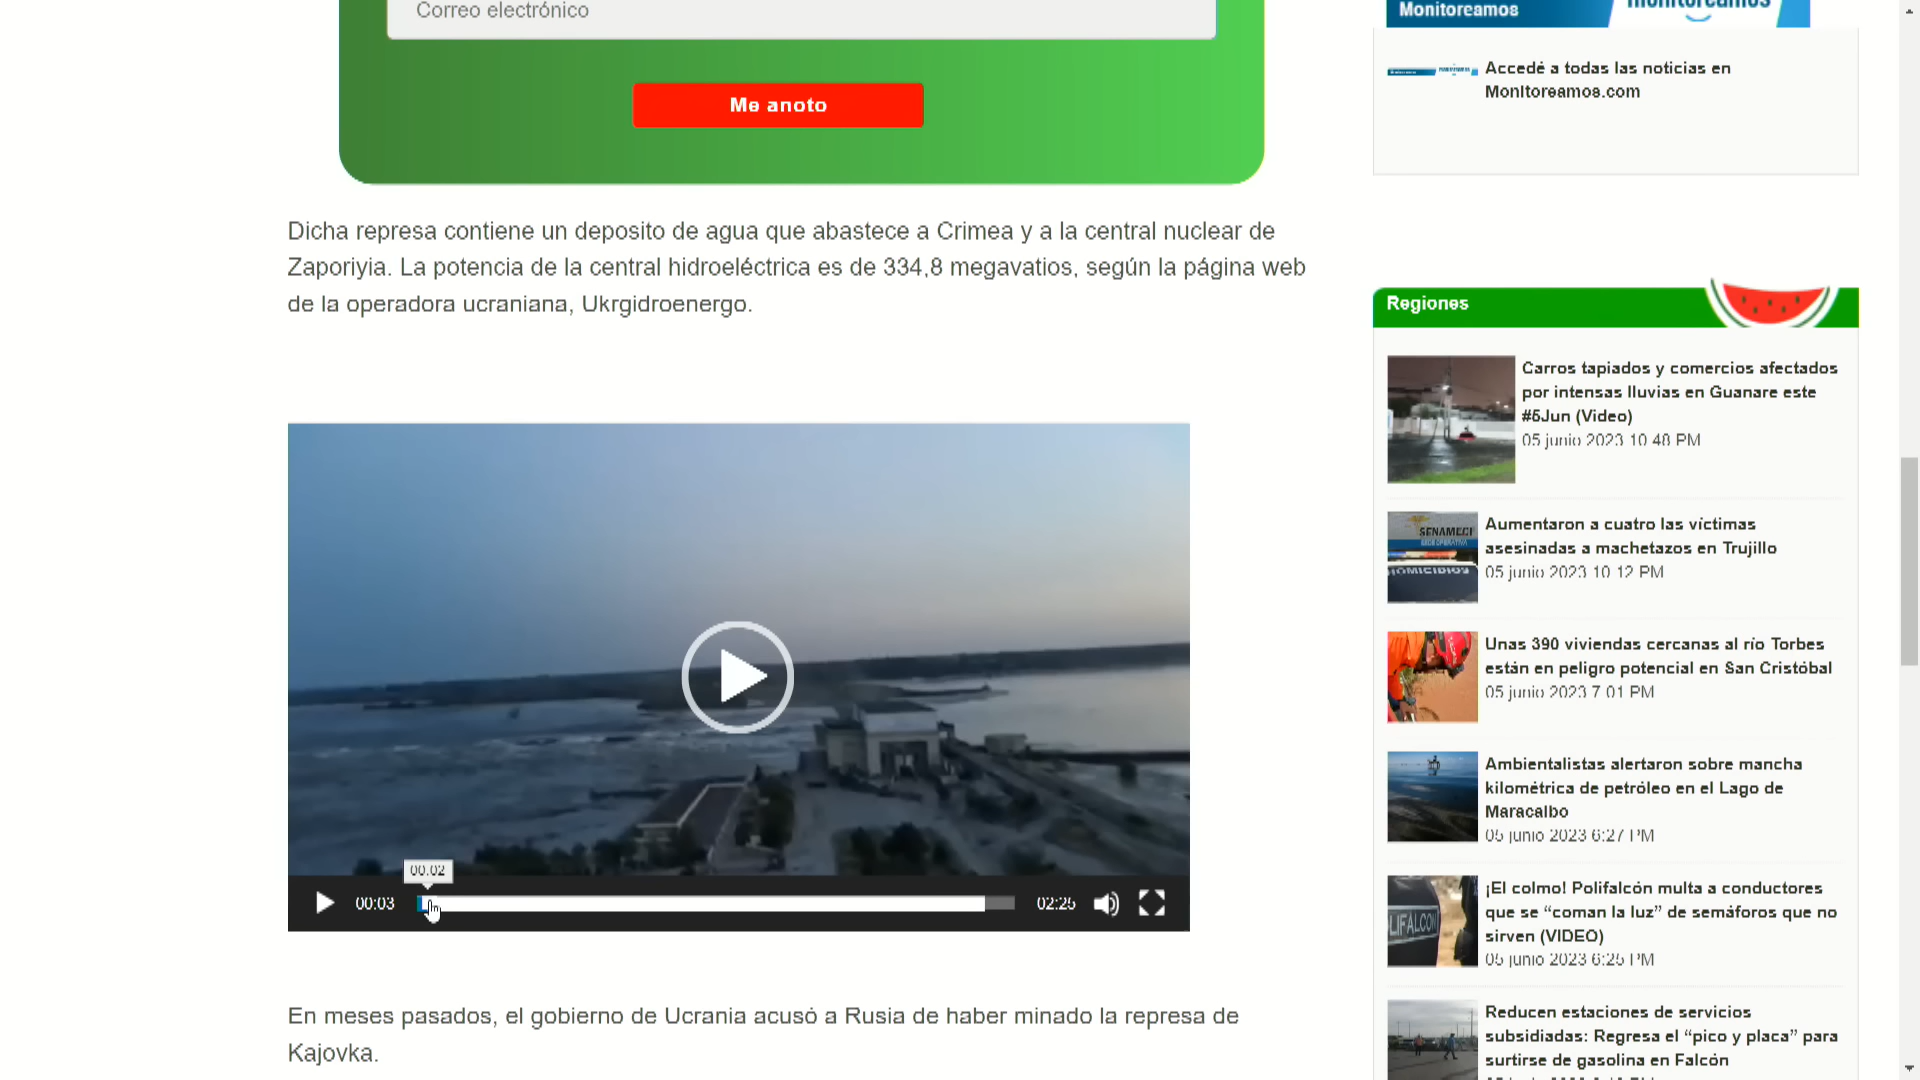 Correo electrónico
Me anoto
Dicha represa contiene un deposito de agua que abastece a Crimea y a la central nuclear de
Zaporiyia. La potencia de la central hidroeléctrica es de 334,8 megavatios, según la página web
de la operadora ucraniana, Ukrgidroenergo.
00:02
00:03
02:25
En meses pasados, el gobierno de Ucrania acusó a Rusia de haber minado la represa de
Kajovka.
Monitoreamos
monitoreamos
Accedé a todas las noticias en
Monitoreamos.com
Regiones
Carros tapiados y comercios afectados
por intensas lluvias en Guanare este
#5Jun (Video)
05 junio 2023 10:48 PM
SENAMECF
SEDE OPERATIVA
HOMICIDIOS
Aumentaron a cuatro las víctimas
asesinadas a machetazos en Trujillo
05 junio 2023 10:12 PM
Unas 390 viviendas cercanas al río Torbes
están en peligro potencial en San Cristóbal
05 junio 2023 7:01 PM
Ambientalistas alertaron sobre mancha
kilométrica de petróleo en el Lago de
Maracaibo
05 junio 2023 6:27 PM
LIFALCON
¡El colmo! Polifalcón multa a conductores
que se “coman la luz” de semáforos que no
sirven (VIDEO)
05 junio 2023 6:25 PM
Reducen estaciones de servicios
subsidiadas: Regresa el “pico y placa” para
surtirse de gasolina en Falcón